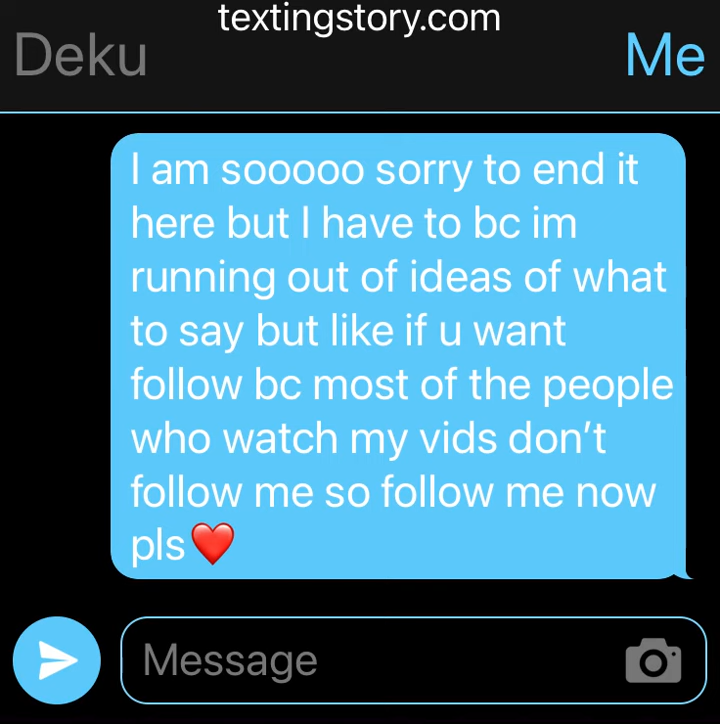 textingstory.com
Deku
Me
I am sooooo sorry to end it
here but I have to bc im
running out of ideas of what
to say but like if u want
follow bc most of the people
who watch my vids don’t
follow me so follow me now
pls❤️
Message